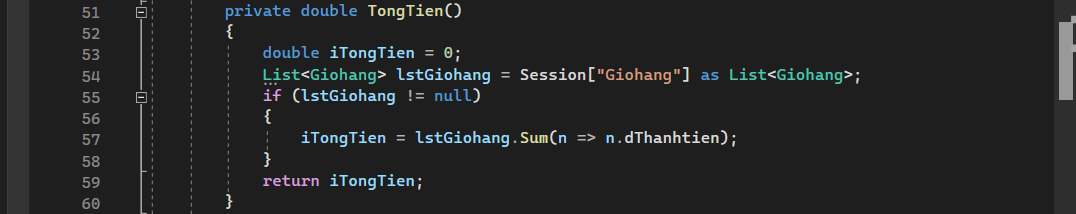 51 private double TongTien()
52 {
53 double iTongTien = 0;
54 List<Giohang> lstGiohang = Session["Giohang"] as List<Giohang>;
55 if (lstGiohang != null)
56 {
57 iTongTien = lstGiohang.Sum(n => n.dThanhtien);
58 }
59 return iTongTien;
60 }